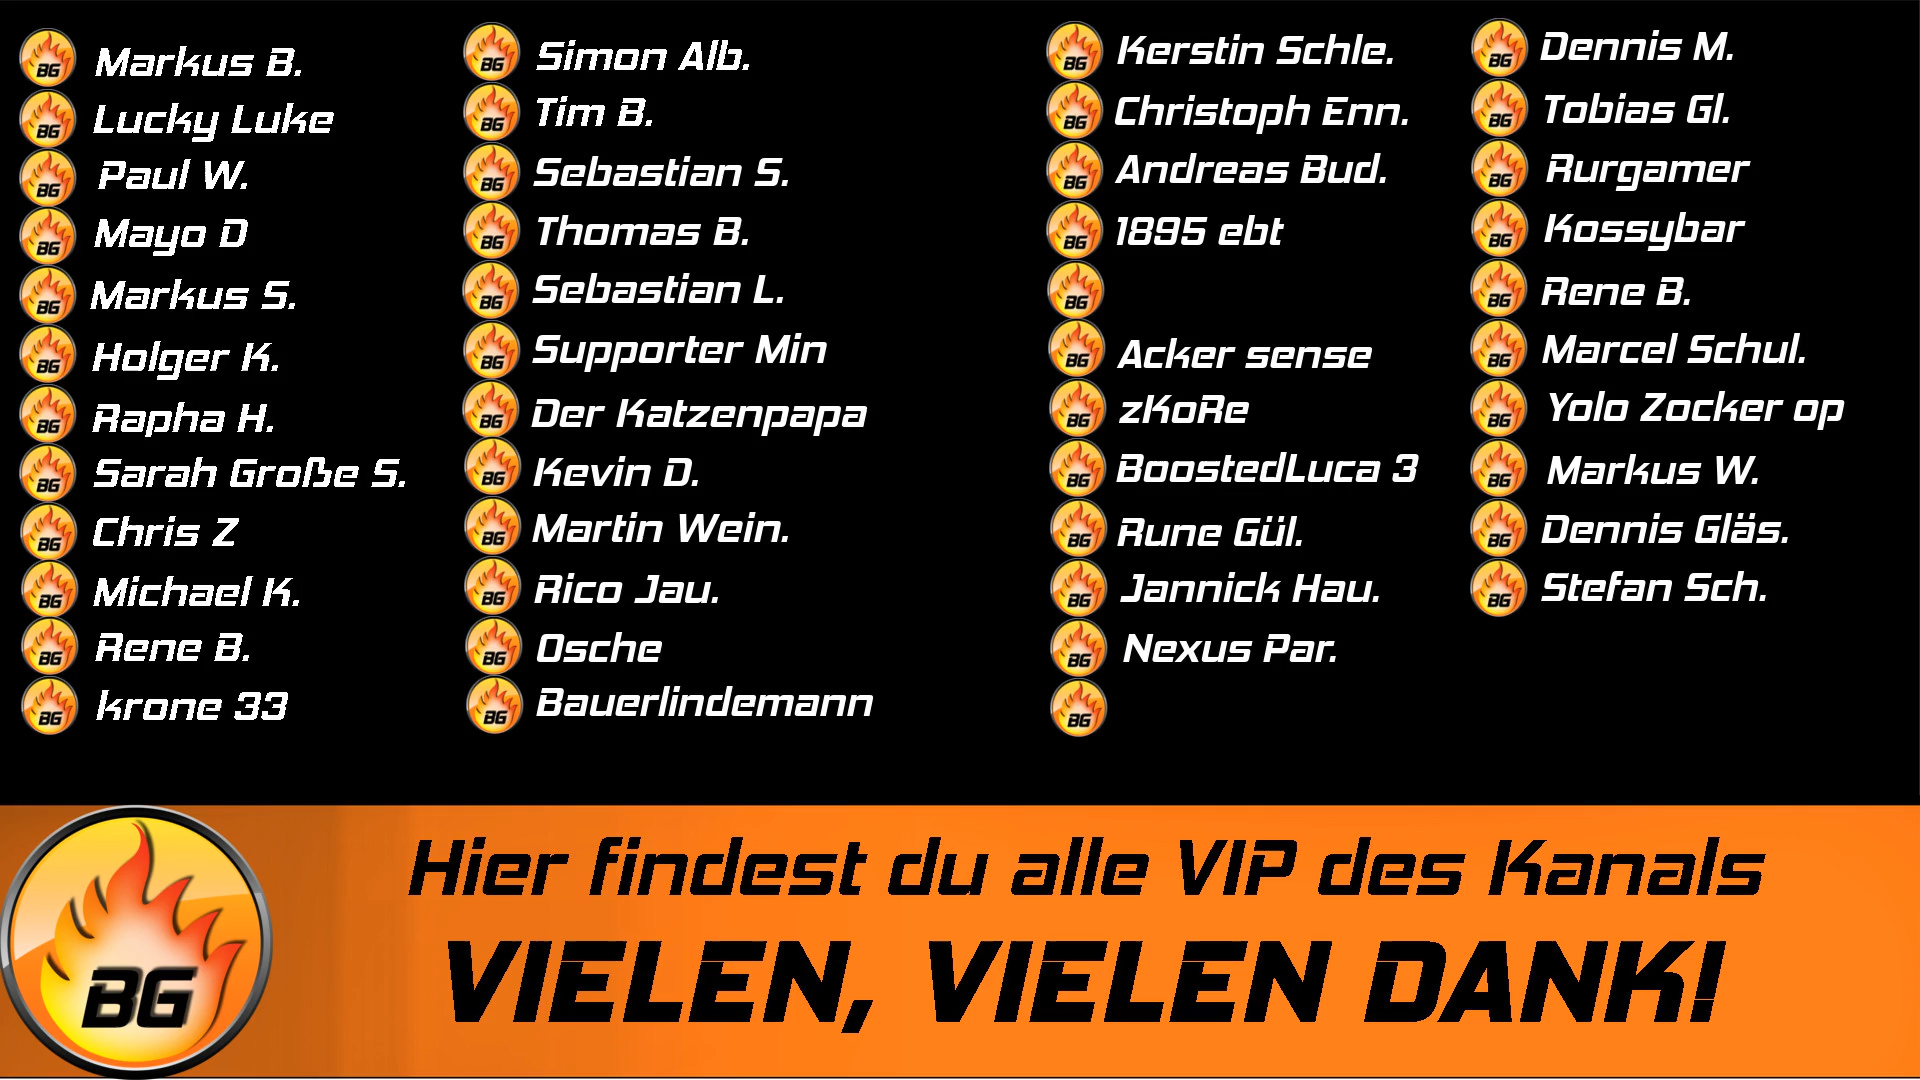 Markus B.
Lucky Luke
Paul W.
Mayo D
Markus S.
Holger K.
Rapha H.
Sarah Große S.
Chris Z
Michael K.
Rene B.
krone 33
Simon Alb.
Tim B.
Sebastian S.
Thomas B.
Sebastian L.
Supporter Min
Der Katzenpapa
Kevin D.
Martin Wein.
Rico Jau.
Osche
Bauerlindemann
Kerstin Schle.
Christoph Enn.
Andreas Bud.
1895 ebt
Acker sense
zKoRe
BoostedLuca 3
Rune Gül.
Jannick Hau.
Nexus Par.
Dennis M.
Tobias Gl.
Rurgamer
Kossybar
Rene B.
Marcel Schul.
Yolo Zocker op
Markus W.
Dennis Gläs.
Stefan Sch.
BG
Hier findest du alle VIP des Kanals
VIELEN, VIELEN DANK!